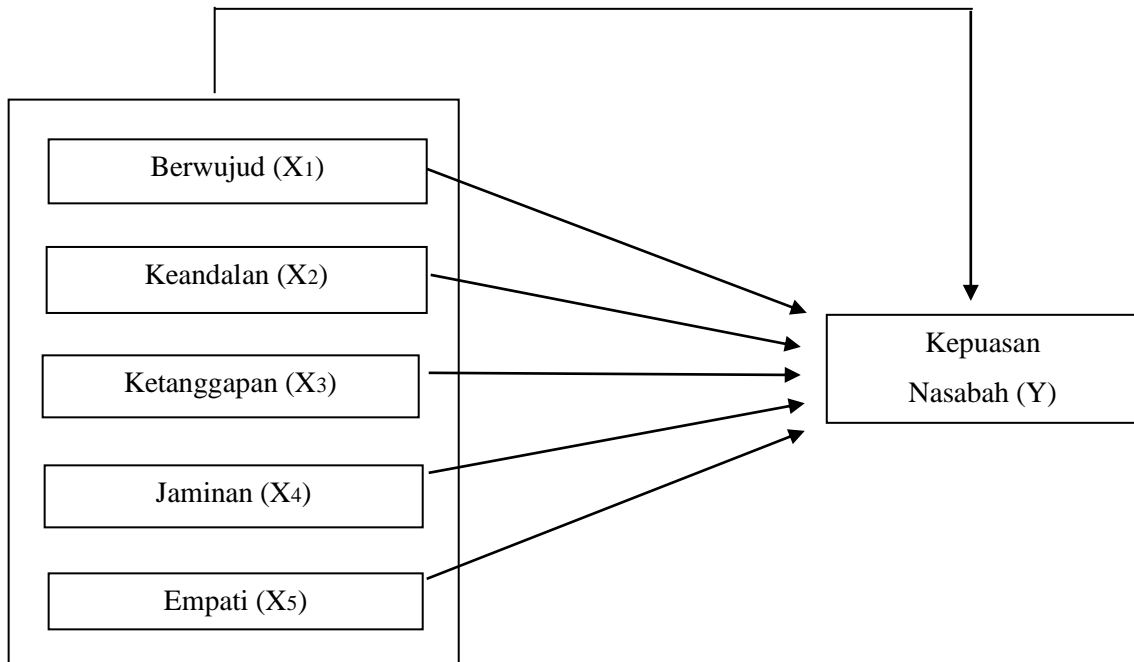 Berwujud (X1)
Keandalan (X2)
Ketanggapan (X3)
Jaminan (X4)
Empati (X5)
Kepuasan
Nasabah (Y)